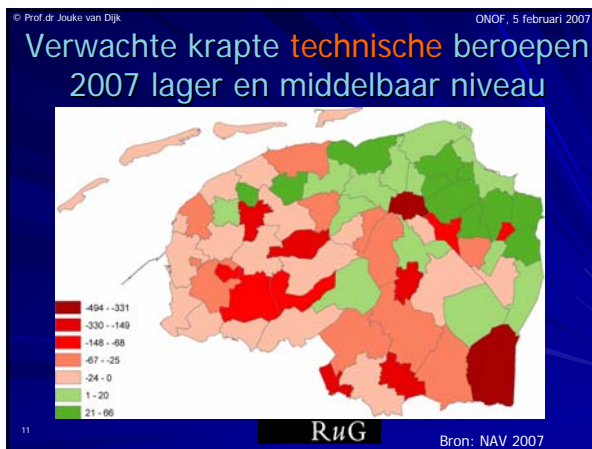 © Prof.dr Jouke van Dijk
ONOF, 5 februari 2007
Verwachte krapte technische beroepen
2007 lager en middelbaar niveau
-494 - -331
-330 - -149
-148 - -68
-67 - -25
-24 - 0
1 - 20
21 - 66
11
RuG
Bron: NAV 2007